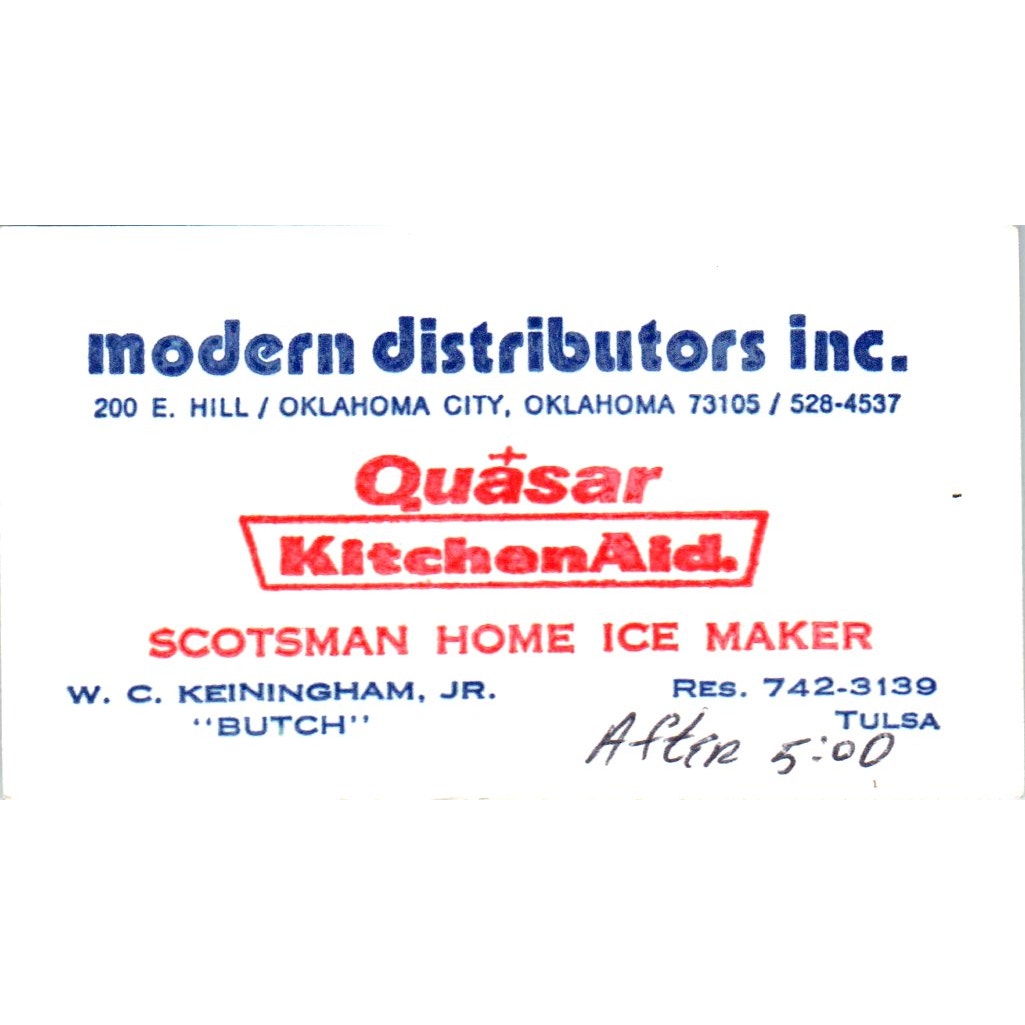 modern distributors inc.
200 E. HILL / OKLAHOMA CITY, OKLAHOMA 73105 / 528-4537
Quasar
KitchenAid.
SCOTSMAN HOME ICE MAKER
W. C. KEININGHAM, JR.
"BUTCH"
RES. 742-3139
TULSA
After 5:00